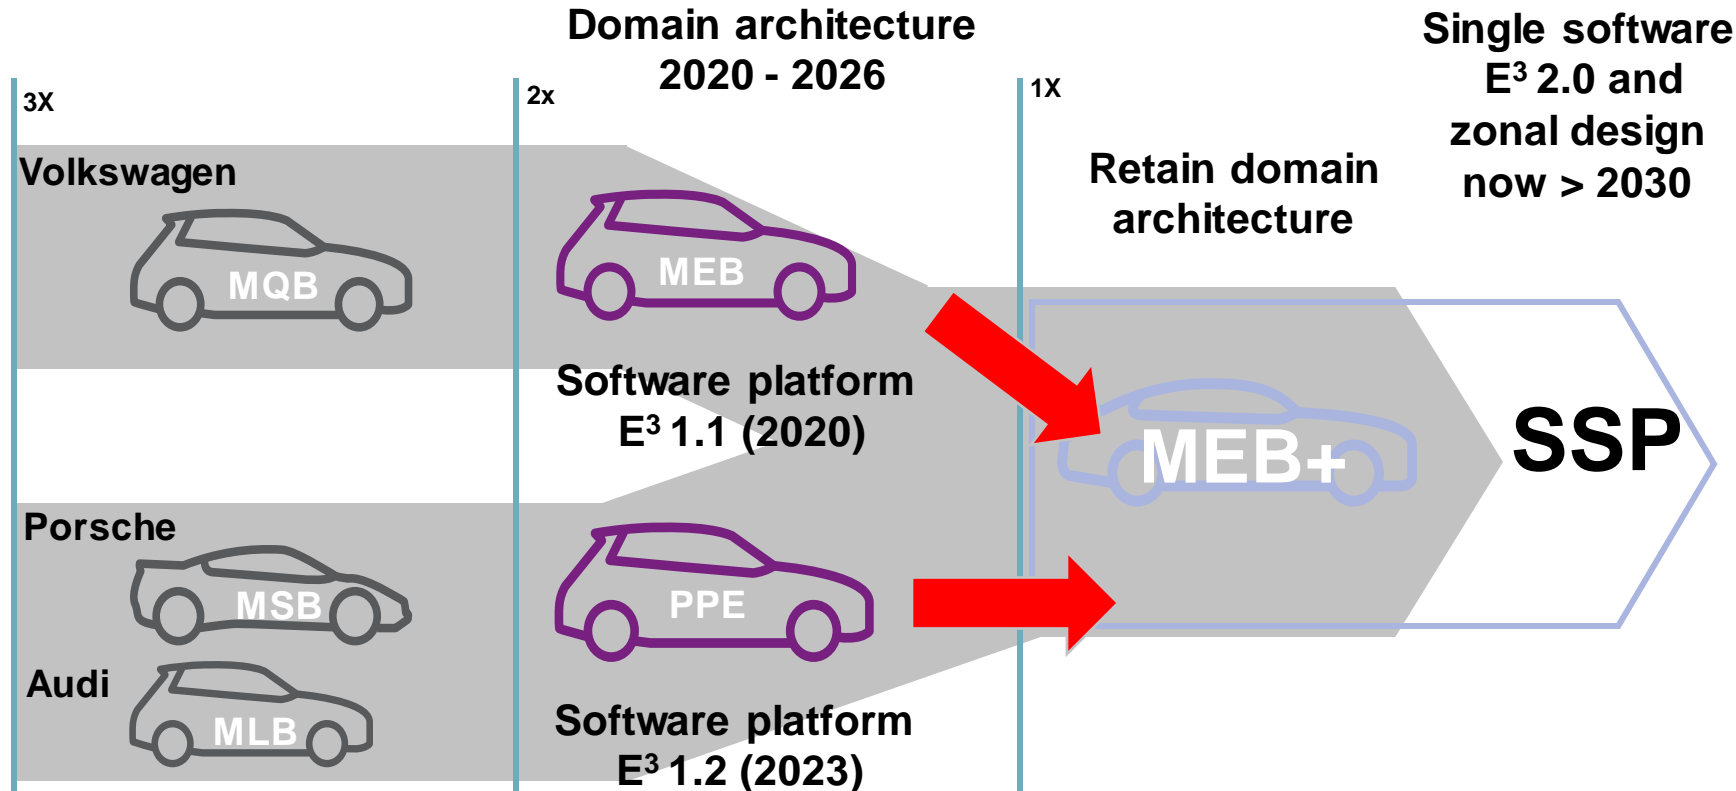 Domain architecture
2020 - 2026
Single software
E³ 2.0 and
zonal design
now > 2030
3X
2x
1X
Retain domain
architecture
Volkswagen
MQB
MEB
Software platform
E³ 1.1 (2020)
MEB+
SSP
Porsche
MSB
PPE
Audi
MLB
Software platform
E³ 1.2 (2023)